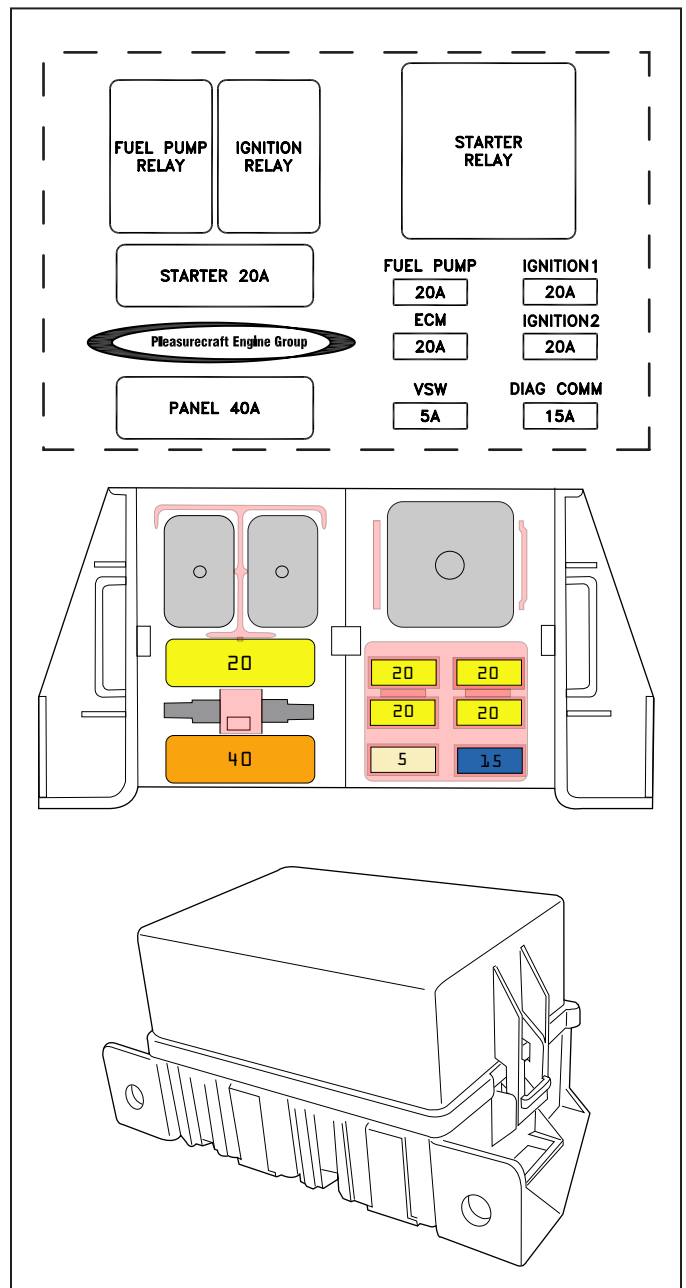 FUEL PUMP
RELAY
IGNITION
RELAY
STARTER
RELAY
STARTER 20A
FUEL PUMP
20A
IGNITION1
20A
Pleasurecraft Engine Group
ECM
20A
IGNITION2
20A
PANEL 40A
VSW
5A
DIAG COMM
15A
20
20
20
20
20
40
5
15